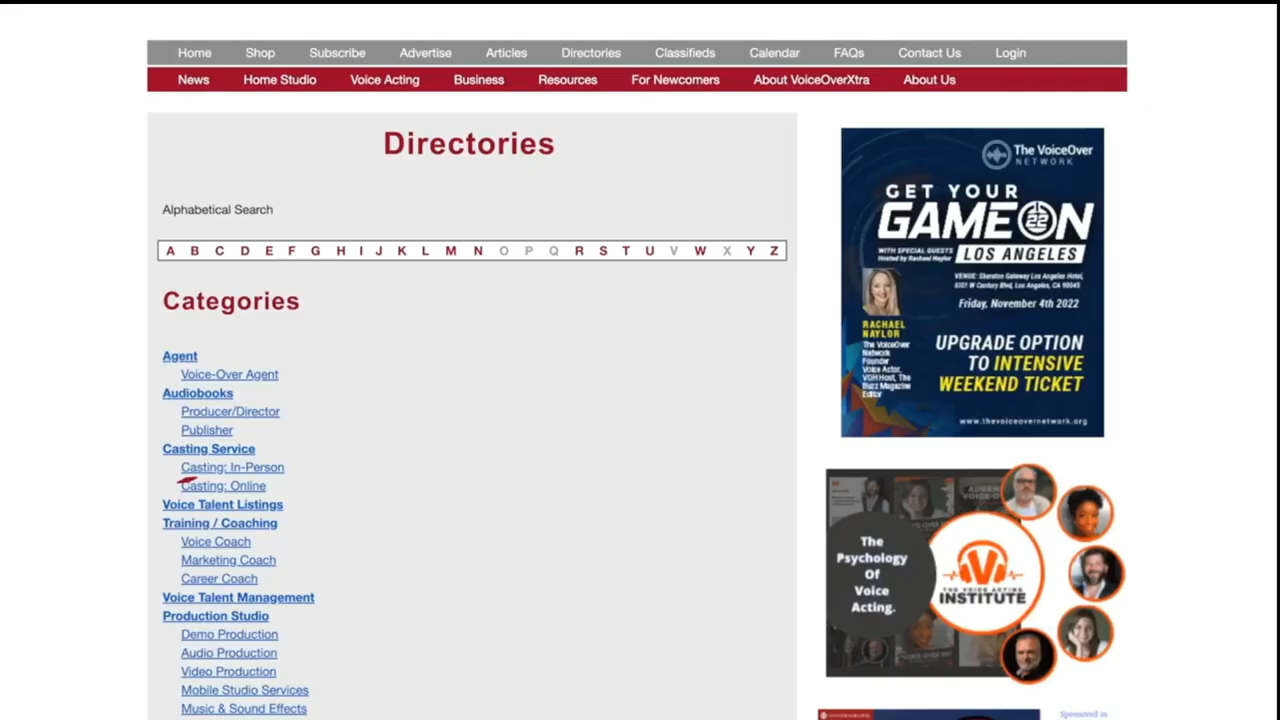 Home Shop Subscribe Advertise Articles Directories Classifieds Calendar FAQs Contact Us Login
News Home Studio Voice Acting Business Resources For Newcomers About VoiceOverXtra About Us
Directories
Alphabetical Search
A B C D E F G H I J K L M N O P Q R S T U V W X Y Z
Categories
Agent
Voice-Over Agent
Audiobooks
Producer/Director
Publisher
Casting Service
Casting: In-Person
Casting: Online
Voice Talent Listings
Training / Coaching
Voice Coach
Marketing Coach
Career Coach
Voice Talent Management
Production Studio
Demo Production
Audio Production
Video Production
Mobile Studio Services
Music & Sound Effects
The VoiceOver
NETWORK
GET YOUR
GAME ON
22
WITH SPECIAL GUESTS
Hosted by Rachael Naylor
LOS ANGELES
VENUE: Sheraton Gateway Los Angeles Hotel,
6101 W Century Blvd, Los Angeles, CA 90045
Friday, November 4th 2022
RACHAEL
NAYLOR
The VoiceOver
Network
Founder
Voice Actor,
VOH Host, The
Buzz Magazine
Editor
UPGRADE OPTION
TO INTENSIVE
WEEKEND TICKET
www.thevoiceovernetwork.org
The
Psychology
Of
Voice
Acting.
THE VOICE ACTING
INSTITUTE
Sponsored in